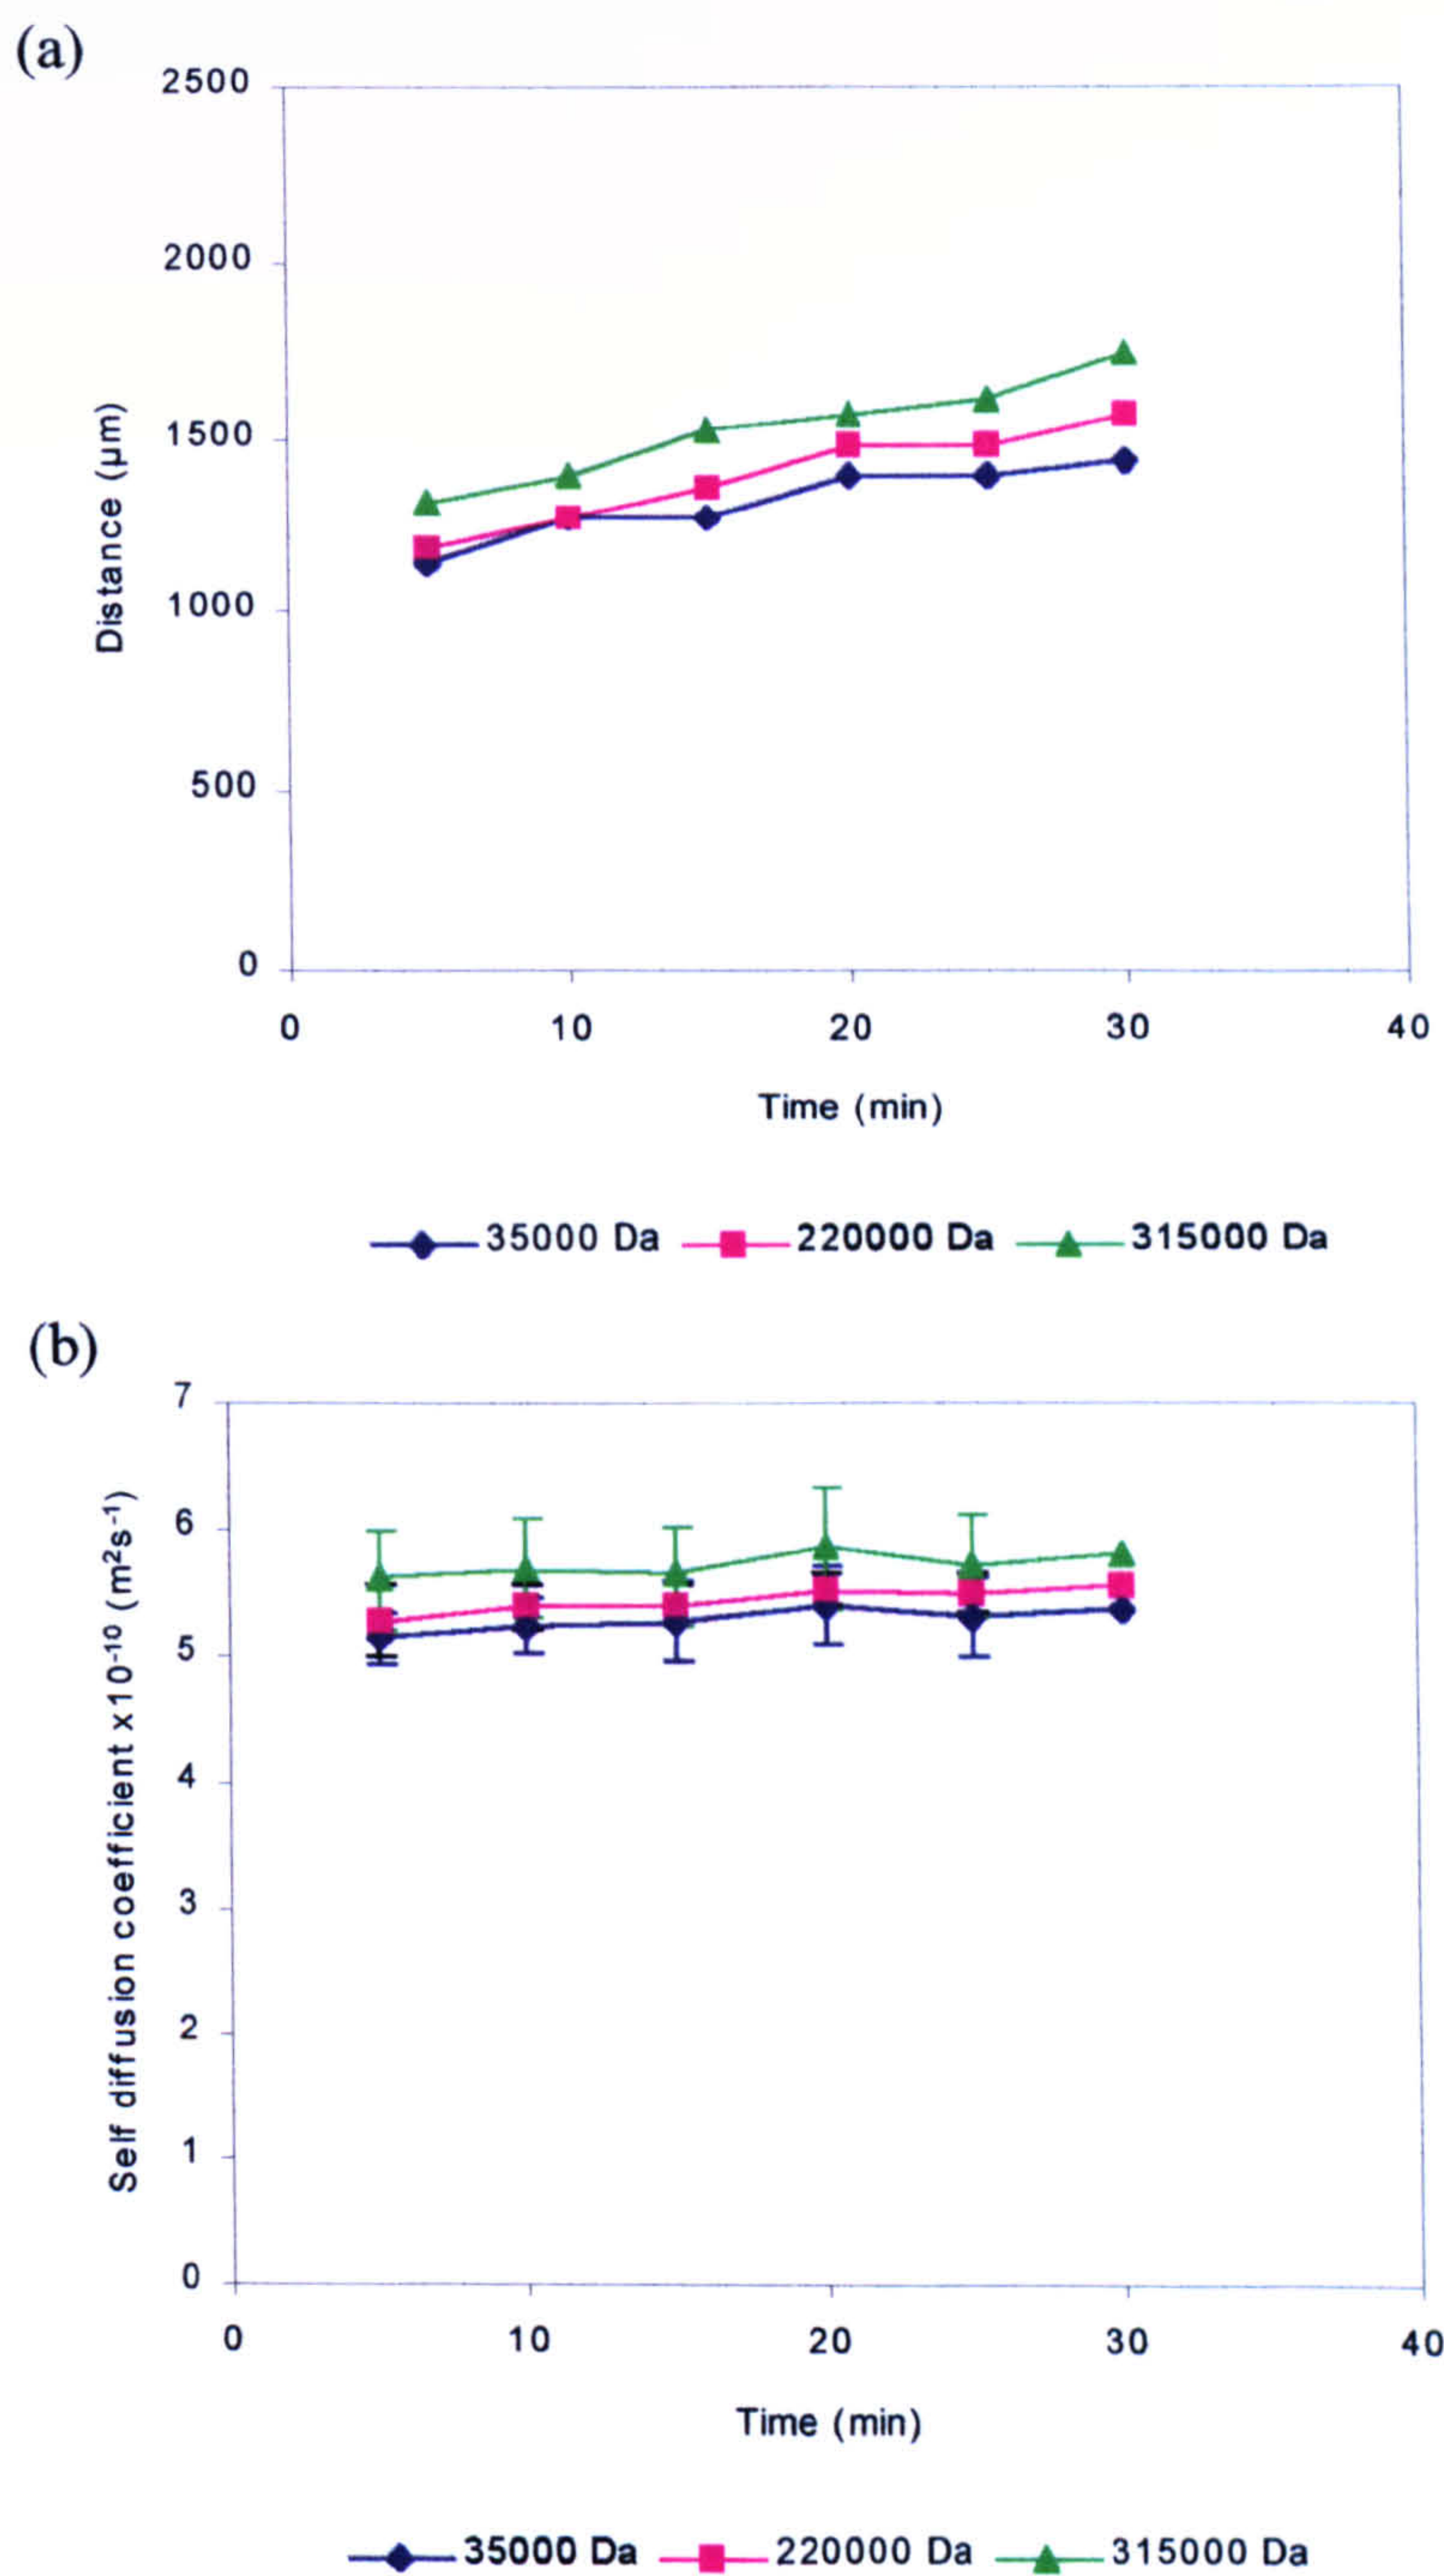 (a)
2500
2000
1500
1000
500
0
Distance (µm)
0 10 20 30 40
Time (min)
35000 Da 220000 Da 315000 Da
(b)
7
6
5
4
3
2
1
0
Self diffusion coefficient x10⁻¹⁰ (m²s⁻¹)
0 10 20 30 40
Time (min)
35000 Da 220000 Da 315000 Da